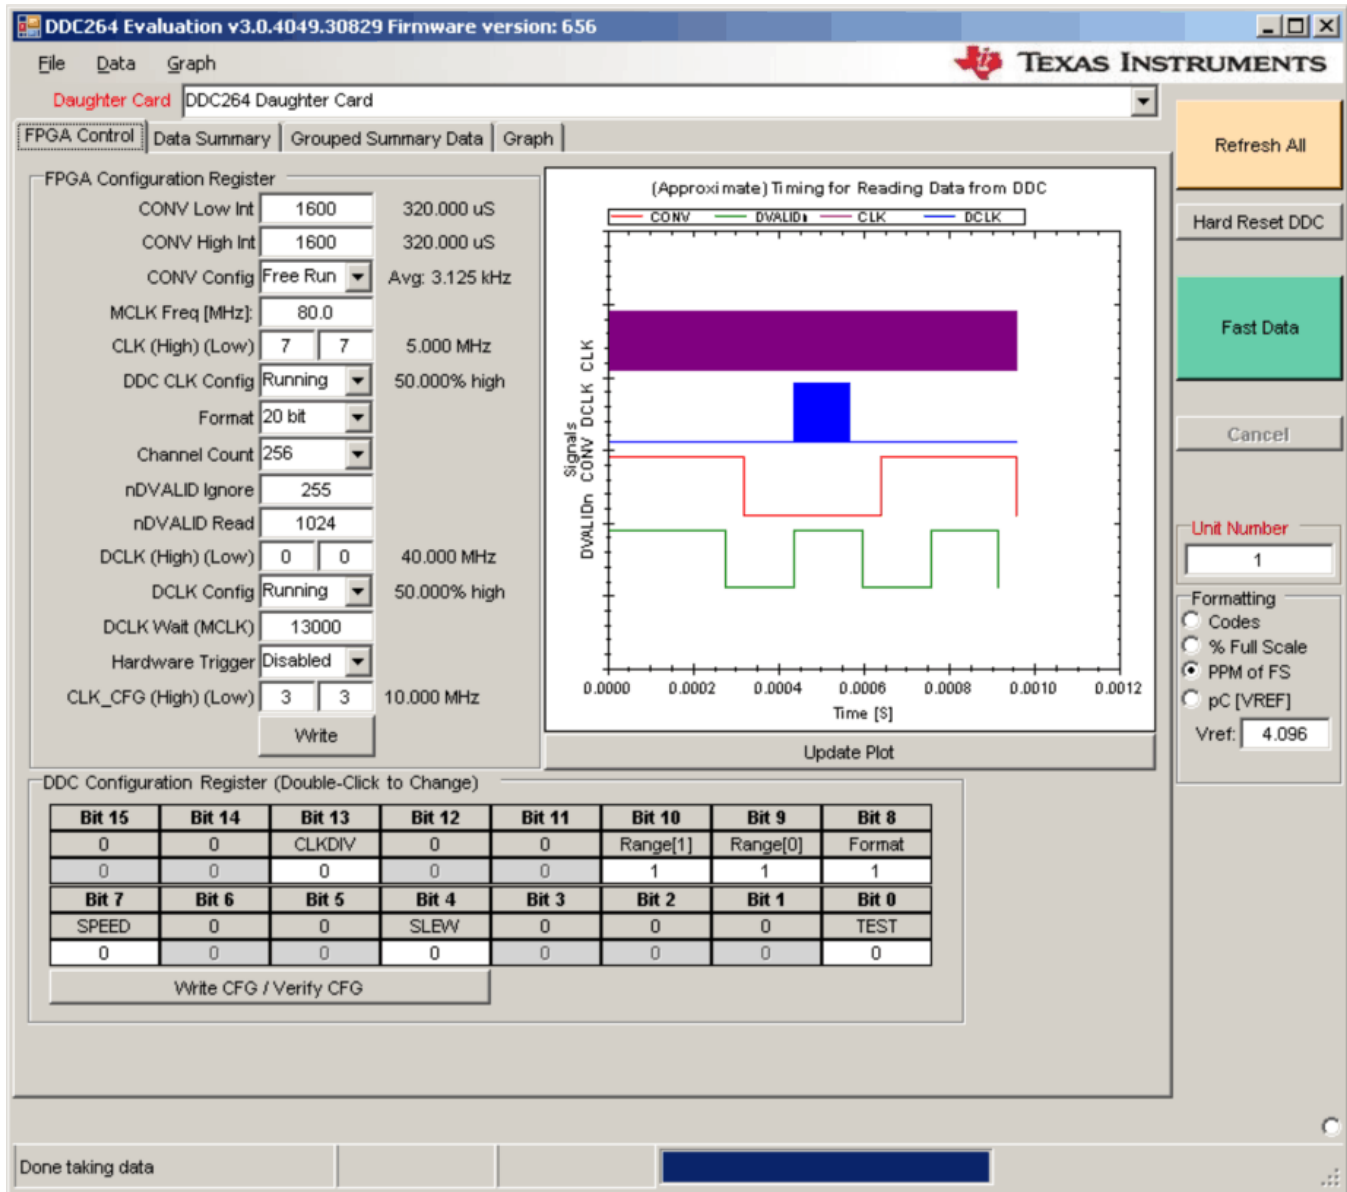 DDC264 Evaluation v3.0.4049.30829 Firmware version: 656
File Data Graph
TEXAS INSTRUMENTS
Daughter Card DDC264 Daughter Card
FPGA Control Data Summary Grouped Summary Data Graph
FPGA Configuration Register
CONV Low Int 1600 320.000 uS
CONV High Int 1600 320.000 uS
CONV Config Free Run Avg: 3.125 kHz
MCLK Freq [MHz]: 80.0
CLK (High) (Low) 7 7 5.000 MHz
DDC CLK Config Running 50.000% high
Format 20 bit
Channel Count 256
nDVALID Ignore 255
nDVALID Read 1024
DCLK (High) (Low) 0 0 40.000 MHz
DCLK Config Running 50.000% high
DCLK Wait (MCLK) 13000
Hardware Trigger Disabled
CLK_CFG (High) (Low) 3 3 10.000 MHz
Write
(Approximate) Timing for Reading Data from DDC
CONV DVALIDn CLK DCLK
Signals
DVALIDn CONV DCLK CLK
0.0000 0.0002 0.0004 0.0006 0.0008 0.0010 0.0012
Time [S]
Update Plot
Refresh All
Hard Reset DDC
Fast Data
Cancel
Unit Number
1
Formatting
Codes
% Full Scale
PPM of FS
pC [VREF]
Vref: 4.096
DDC Configuration Register (Double-Click to Change)
Bit 15 Bit 14 Bit 13 Bit 12 Bit 11 Bit 10 Bit 9 Bit 8
0 0 CLKDIV 0 0 Range[1] Range[0] Format
0 0 0 0 0 1 1 1
Bit 7 Bit 6 Bit 5 Bit 4 Bit 3 Bit 2 Bit 1 Bit 0
SPEED 0 0 SLEW 0 0 0 TEST
0 0 0 0 0 0 0 0
Write CFG / Verify CFG
Done taking data